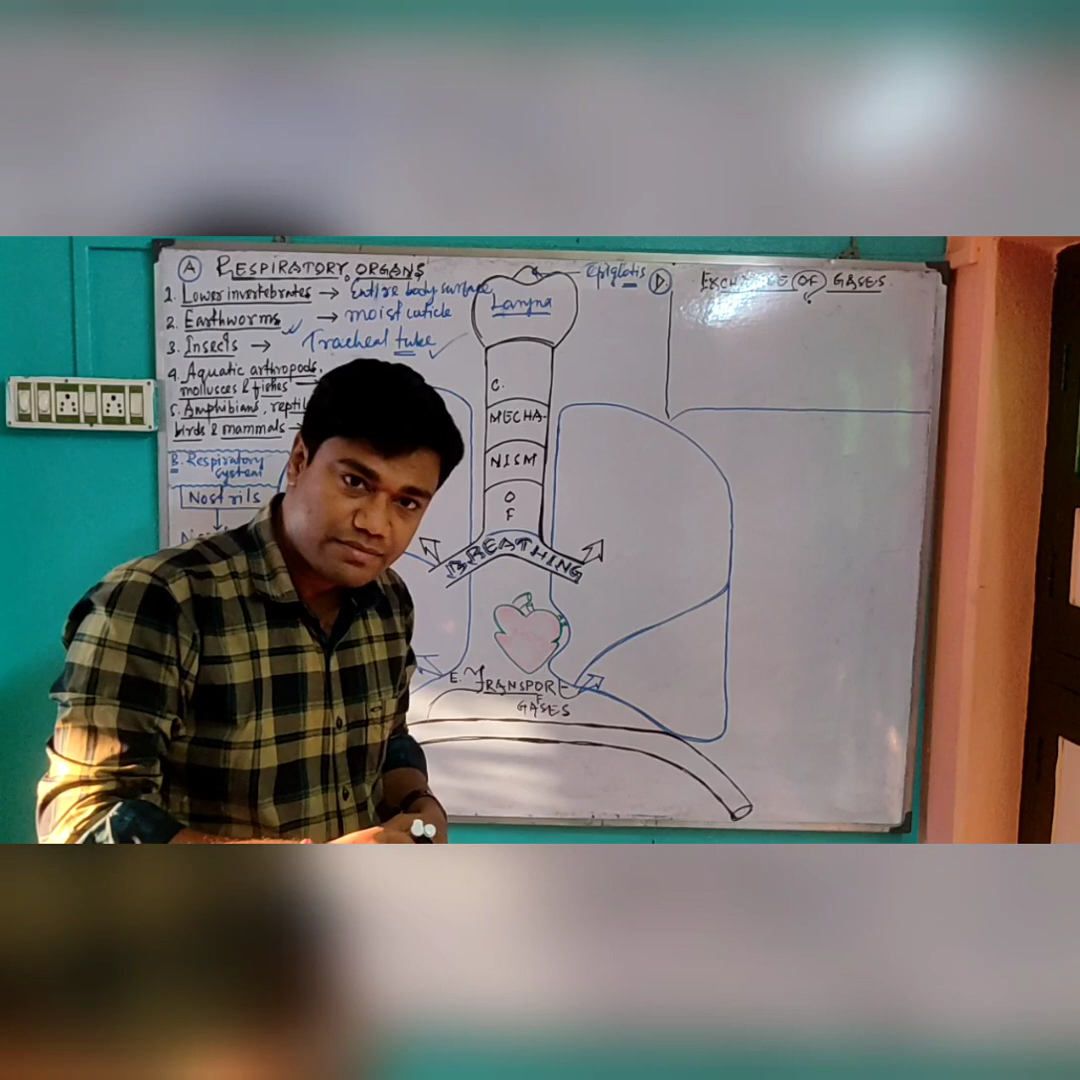 A RESPIRATORY ORGANS
1. Lower invertebrates → Entire body surface
2. Earthworms → moist cuticle
3. Insects → Tracheal tube
4. Aquatic arthropods,
molluscs & fishes →
5. Amphibians, reptil
birds & mammals →
B. Respiratory
system
Nostrils
Epiglotis
Larynx
C.
MECHA-
NISM
OF
BREATHING
E. TRANSPORT
OF
GASES
D. EXCHANGE OF GASES